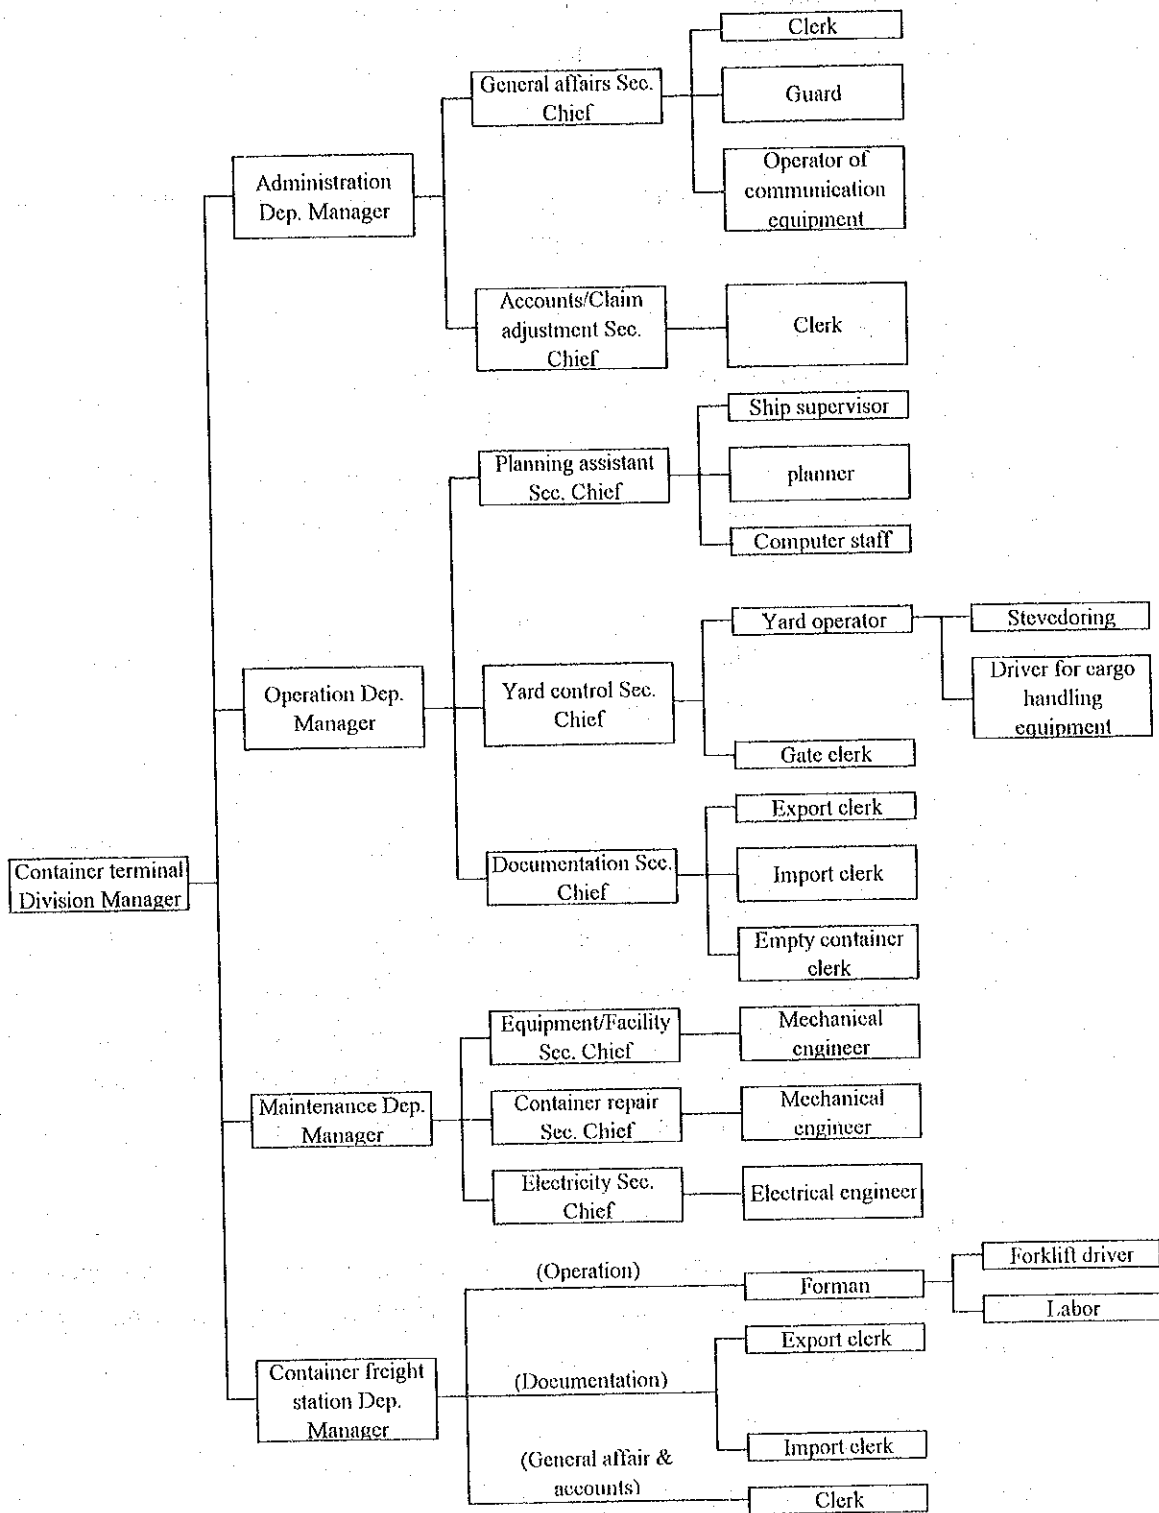 Clerk
General affairs Sec.
Chief
Guard
Operator of
communication
equipment
Administration
Dep. Manager
Accounts/Claim
adjustment Sec.
Chief
Clerk
Ship supervisor
Planning assistant
Sec. Chief
planner
Computer staff
Yard operator
Stevedoring
Driver for cargo
handling
equipment
Operation Dep.
Manager
Yard control Sec.
Chief
Gate clerk
Export clerk
Container terminal
Division Manager
Documentation Sec.
Chief
Import clerk
Empty container
clerk
Equipment/Facility
Sec. Chief
Mechanical
engineer
Maintenance Dep.
Manager
Container repair
Sec. Chief
Mechanical
engineer
Electricity Sec.
Chief
Electrical engineer
(Operation)
Forman
Forklift driver
Labor
Export clerk
Container freight
station Dep.
Manager
(Documentation)
Import clerk
(General affair &
accounts)
Clerk